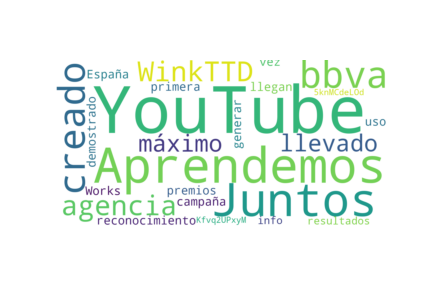 vez
WinkTTD
bbva
España
primera
llegan
5knMCdeLOd
creado
demostrado
YouTube
generar
uso
máximo
llevado
Aprendemos
Works
premios
Juntos
agencia
campaña
reconocimiento
Kfvq2UPxyM
info
resultados